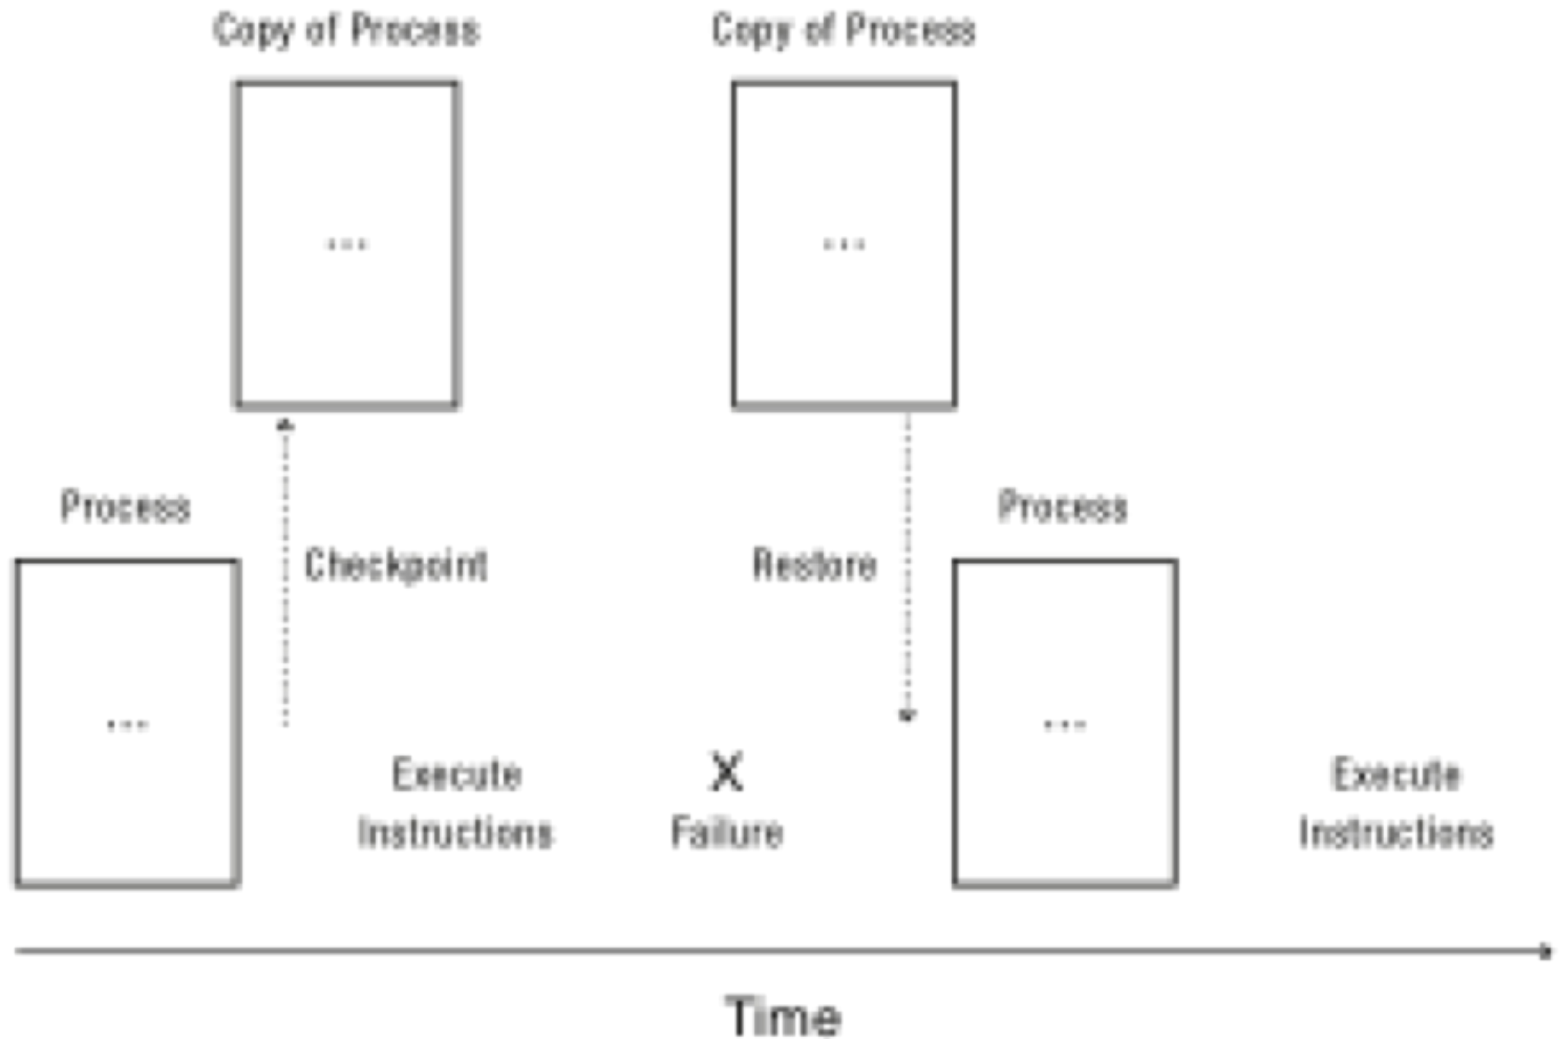 Copy of Process
Copy of Process
...
...
Process
Process
Checkpoint
Restore
...
...
Execute
Instructions
X
Failure
Execute
Instructions
Time